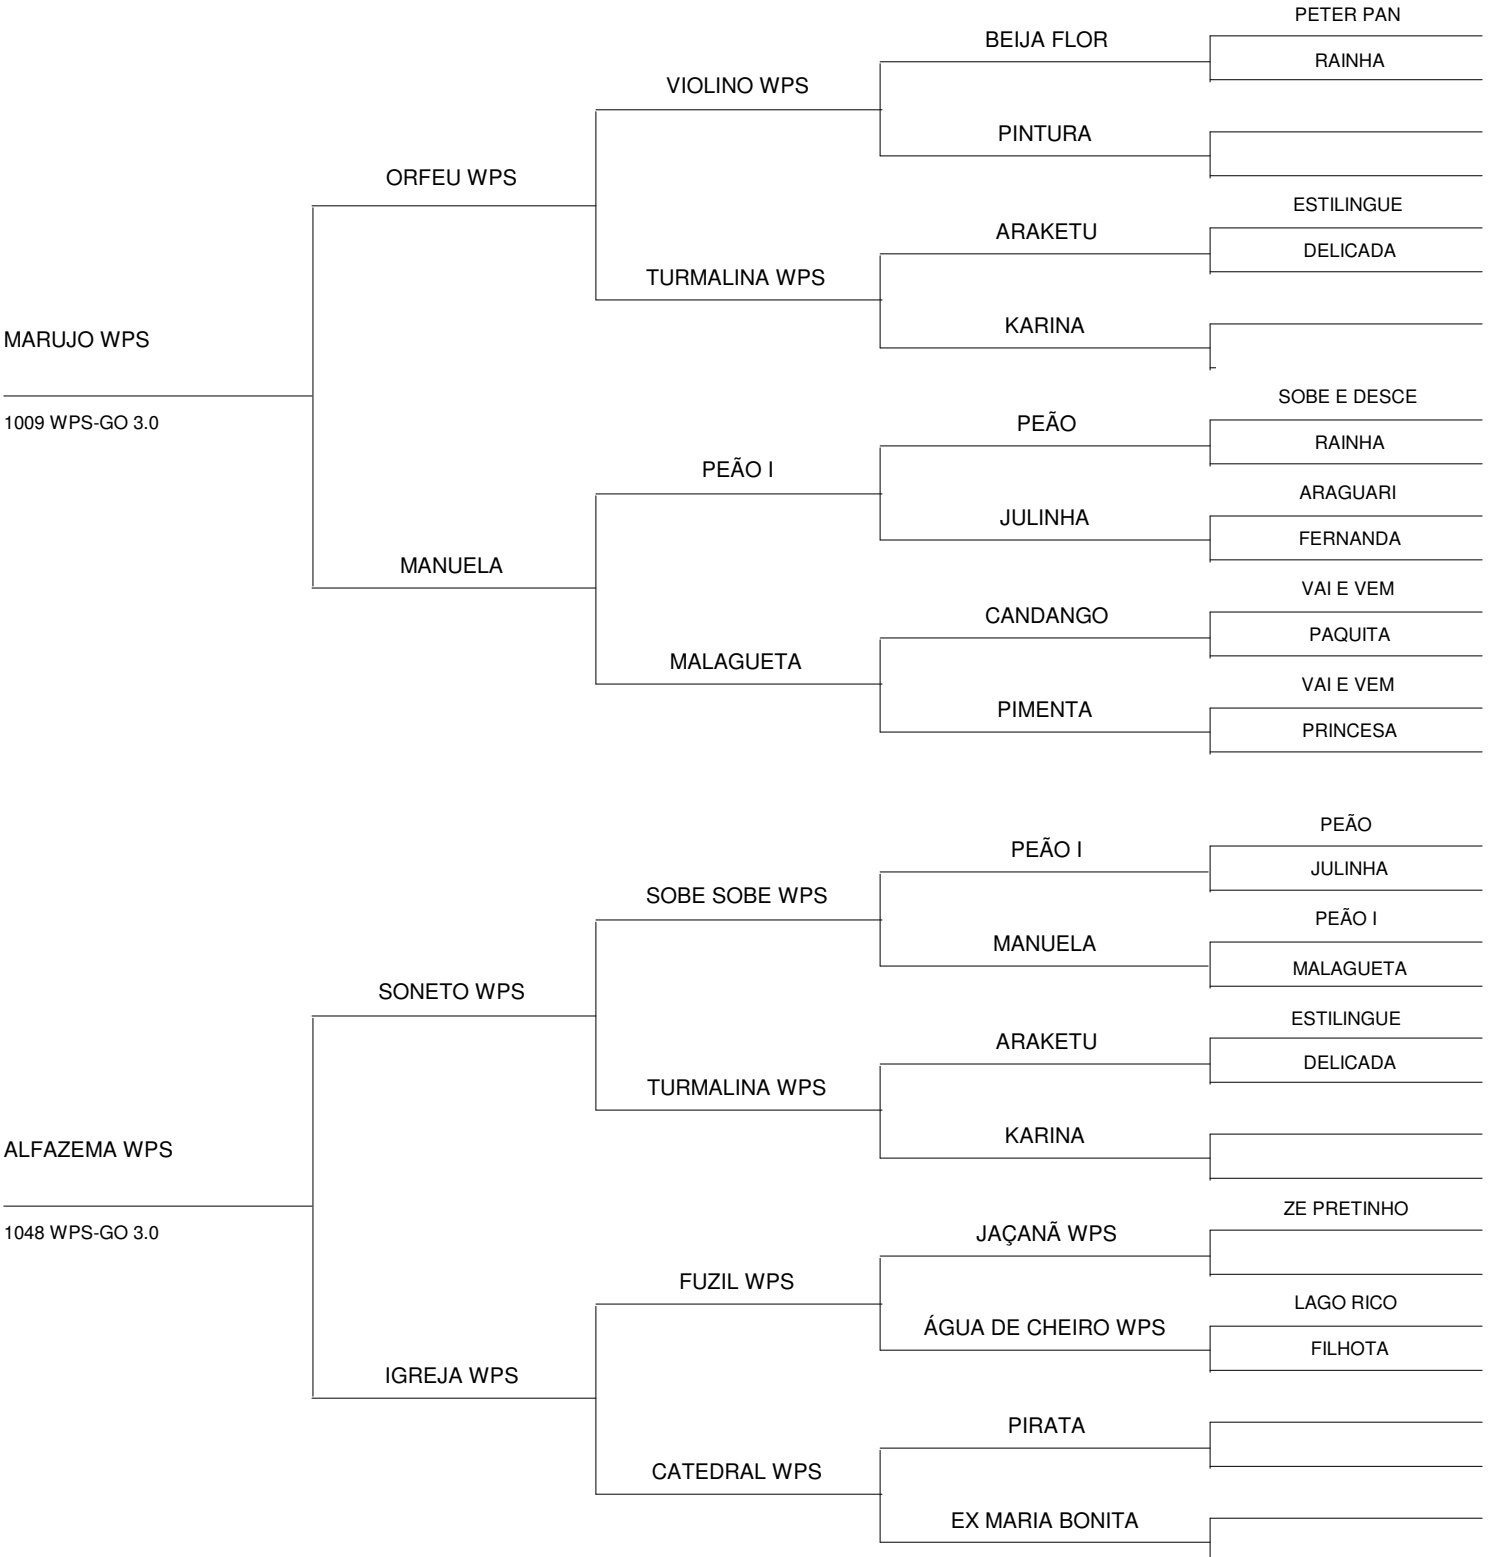 PETER PAN
BEIJA FLOR
RAINHA
VIOLINO WPS
PINTURA
ORFEU WPS
ESTILINGUE
ARAKETU
DELICADA
TURMALINA WPS
KARINA
MARUJO WPS
1009 WPS-GO 3.0
SOBE E DESCE
PEÃO
RAINHA
PEÃO I
ARAGUARI
JULINHA
FERNANDA
MANUELA
VAI E VEM
CANDANGO
PAQUITA
MALAGUETA
VAI E VEM
PIMENTA
PRINCESA
PEÃO
PEÃO I
JULINHA
SOBE SOBE WPS
PEÃO I
MANUELA
MALAGUETA
SONETO WPS
ESTILINGUE
ARAKETU
DELICADA
TURMALINA WPS
KARINA
ALFAZEMA WPS
1048 WPS-GO 3.0
ZE PRETINHO
JAÇANÃ WPS
FUZIL WPS
LAGO RICO
ÁGUA DE CHEIRO WPS
FILHOTA
IGREJA WPS
PIRATA
CATEDRAL WPS
EX MARIA BONITA